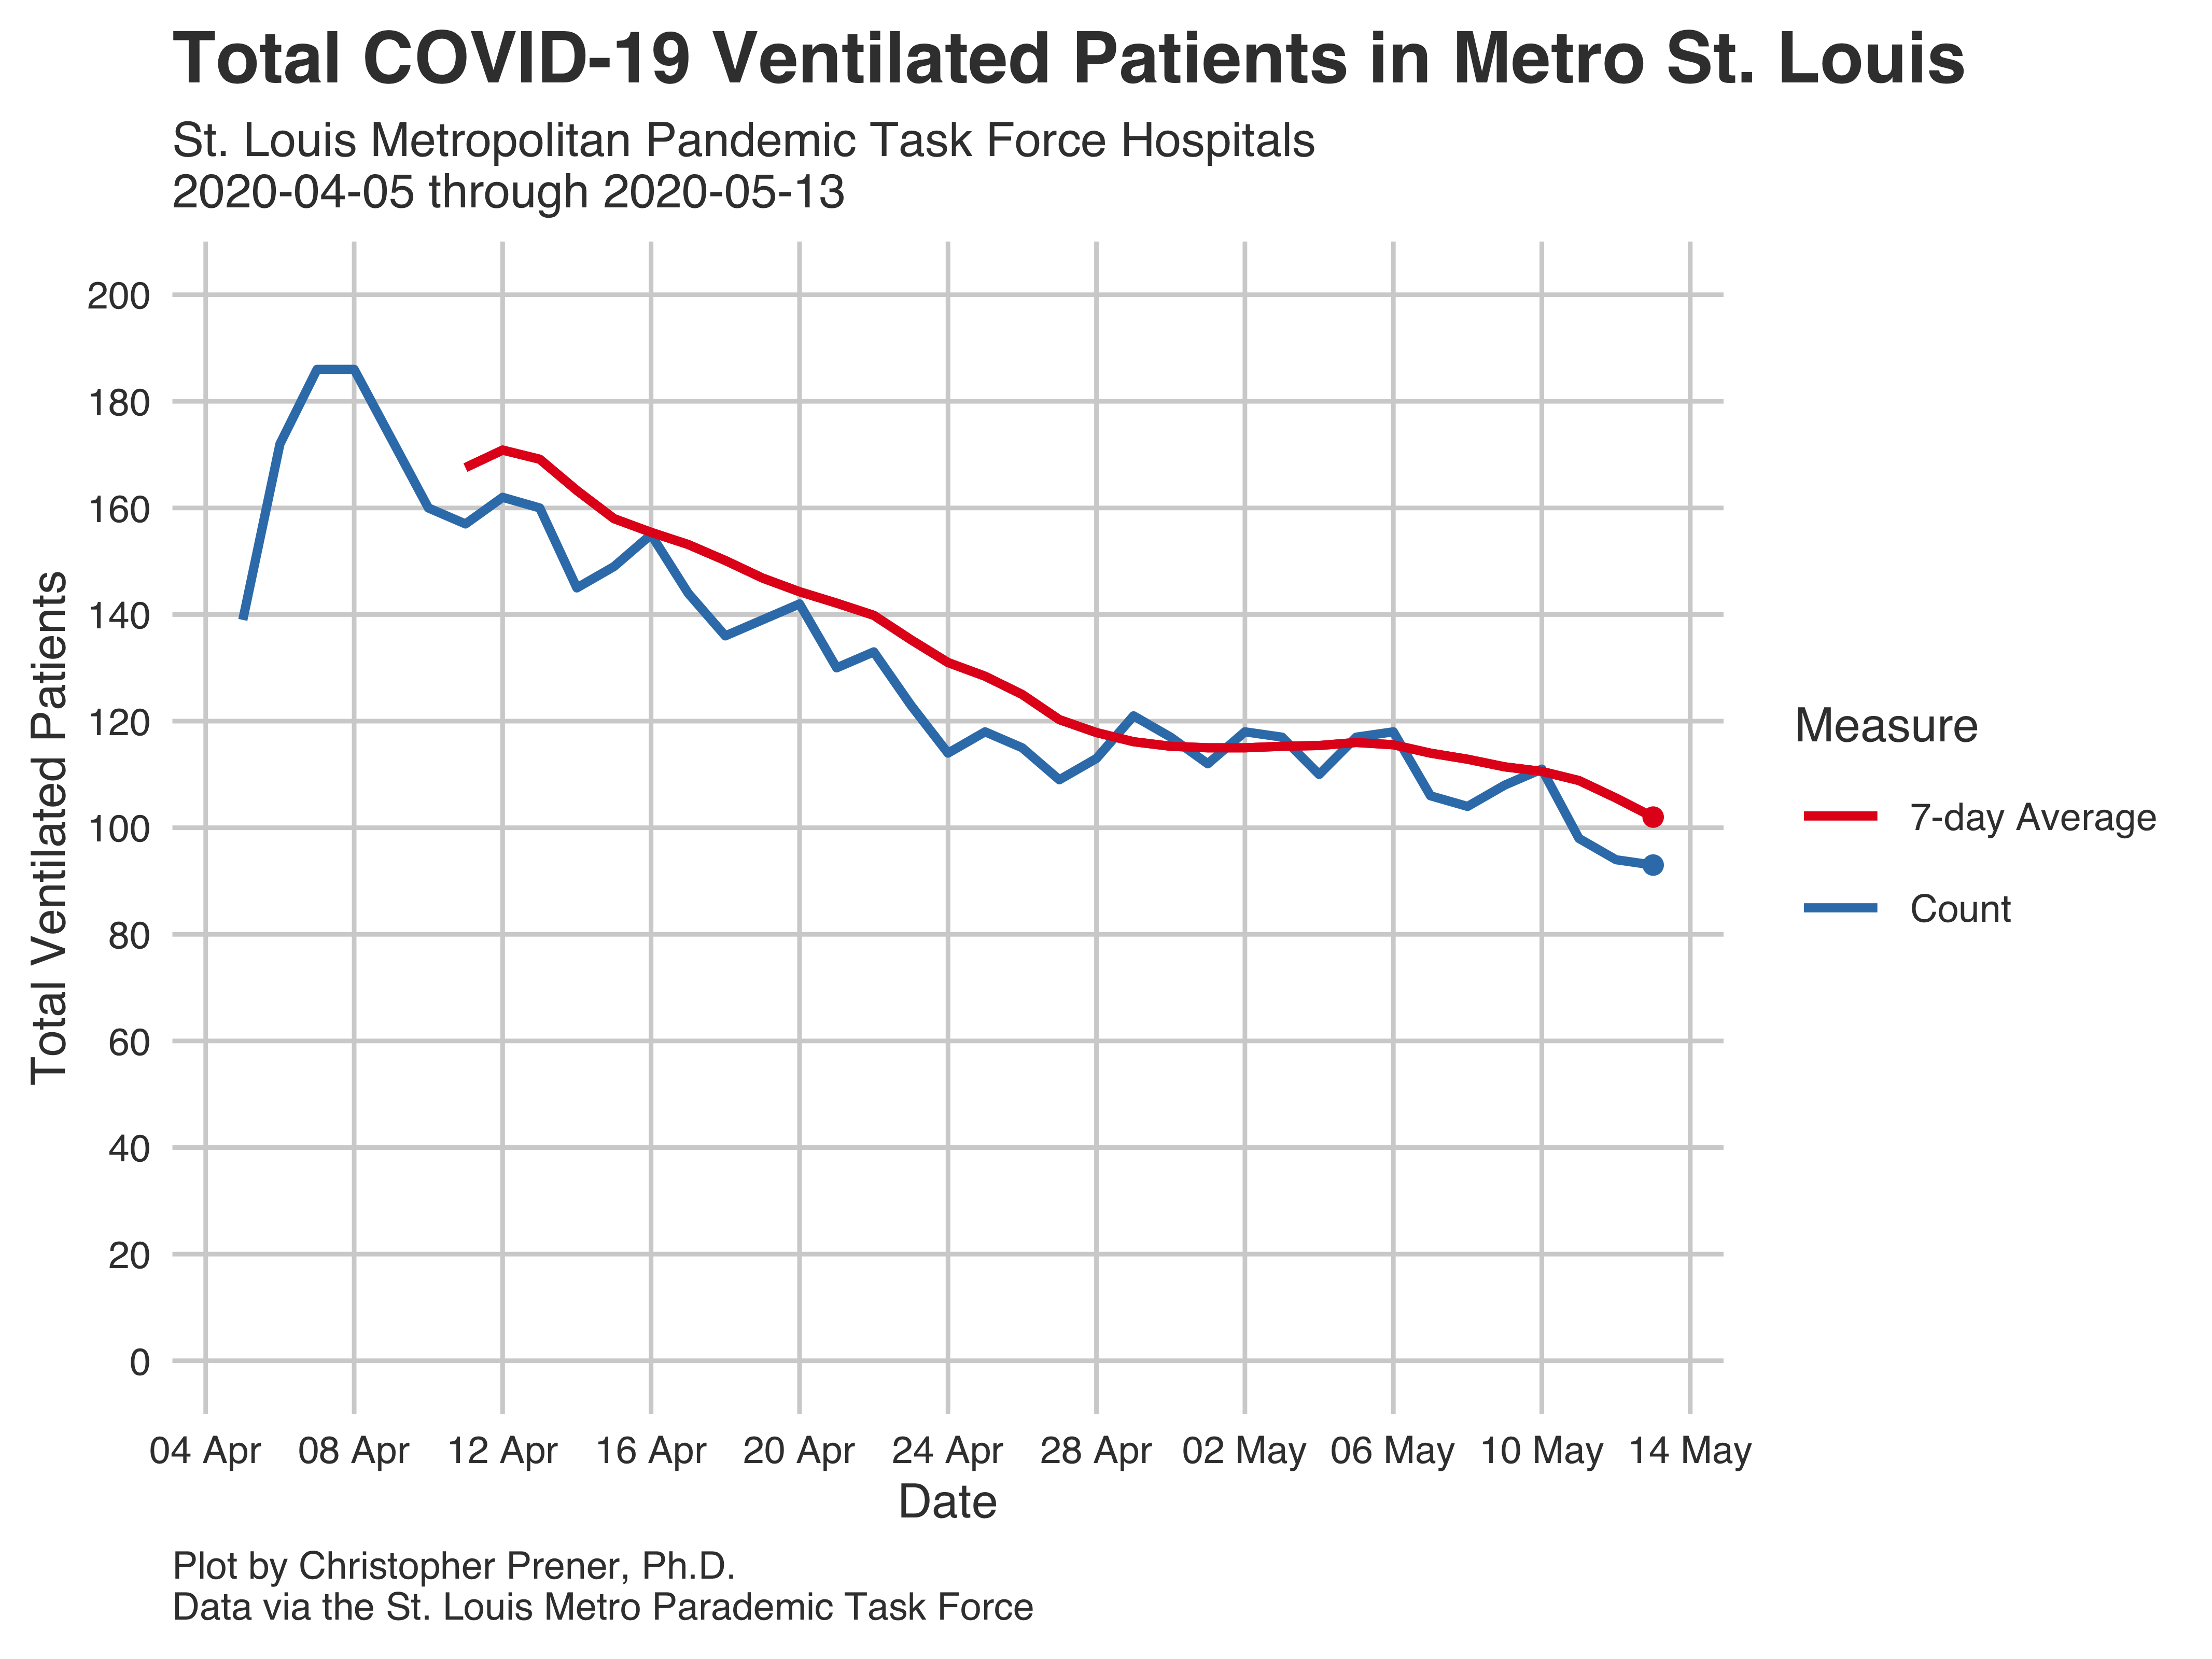 Total COVID-19 Ventilated Patients in Metro St. Louis
St. Louis Metropolitan Pandemic Task Force Hospitals
2020-04-05 through 2020-05-13
Total Ventilated Patients
200
180
160
140
120
100
80
60
40
20
0
04 Apr 08 Apr 12 Apr 16 Apr 20 Apr 24 Apr 28 Apr 02 May 06 May 10 May 14 May
Date
Measure
7-day Average
Count
Plot by Christopher Prener, Ph.D.
Data via the St. Louis Metro Parademic Task Force